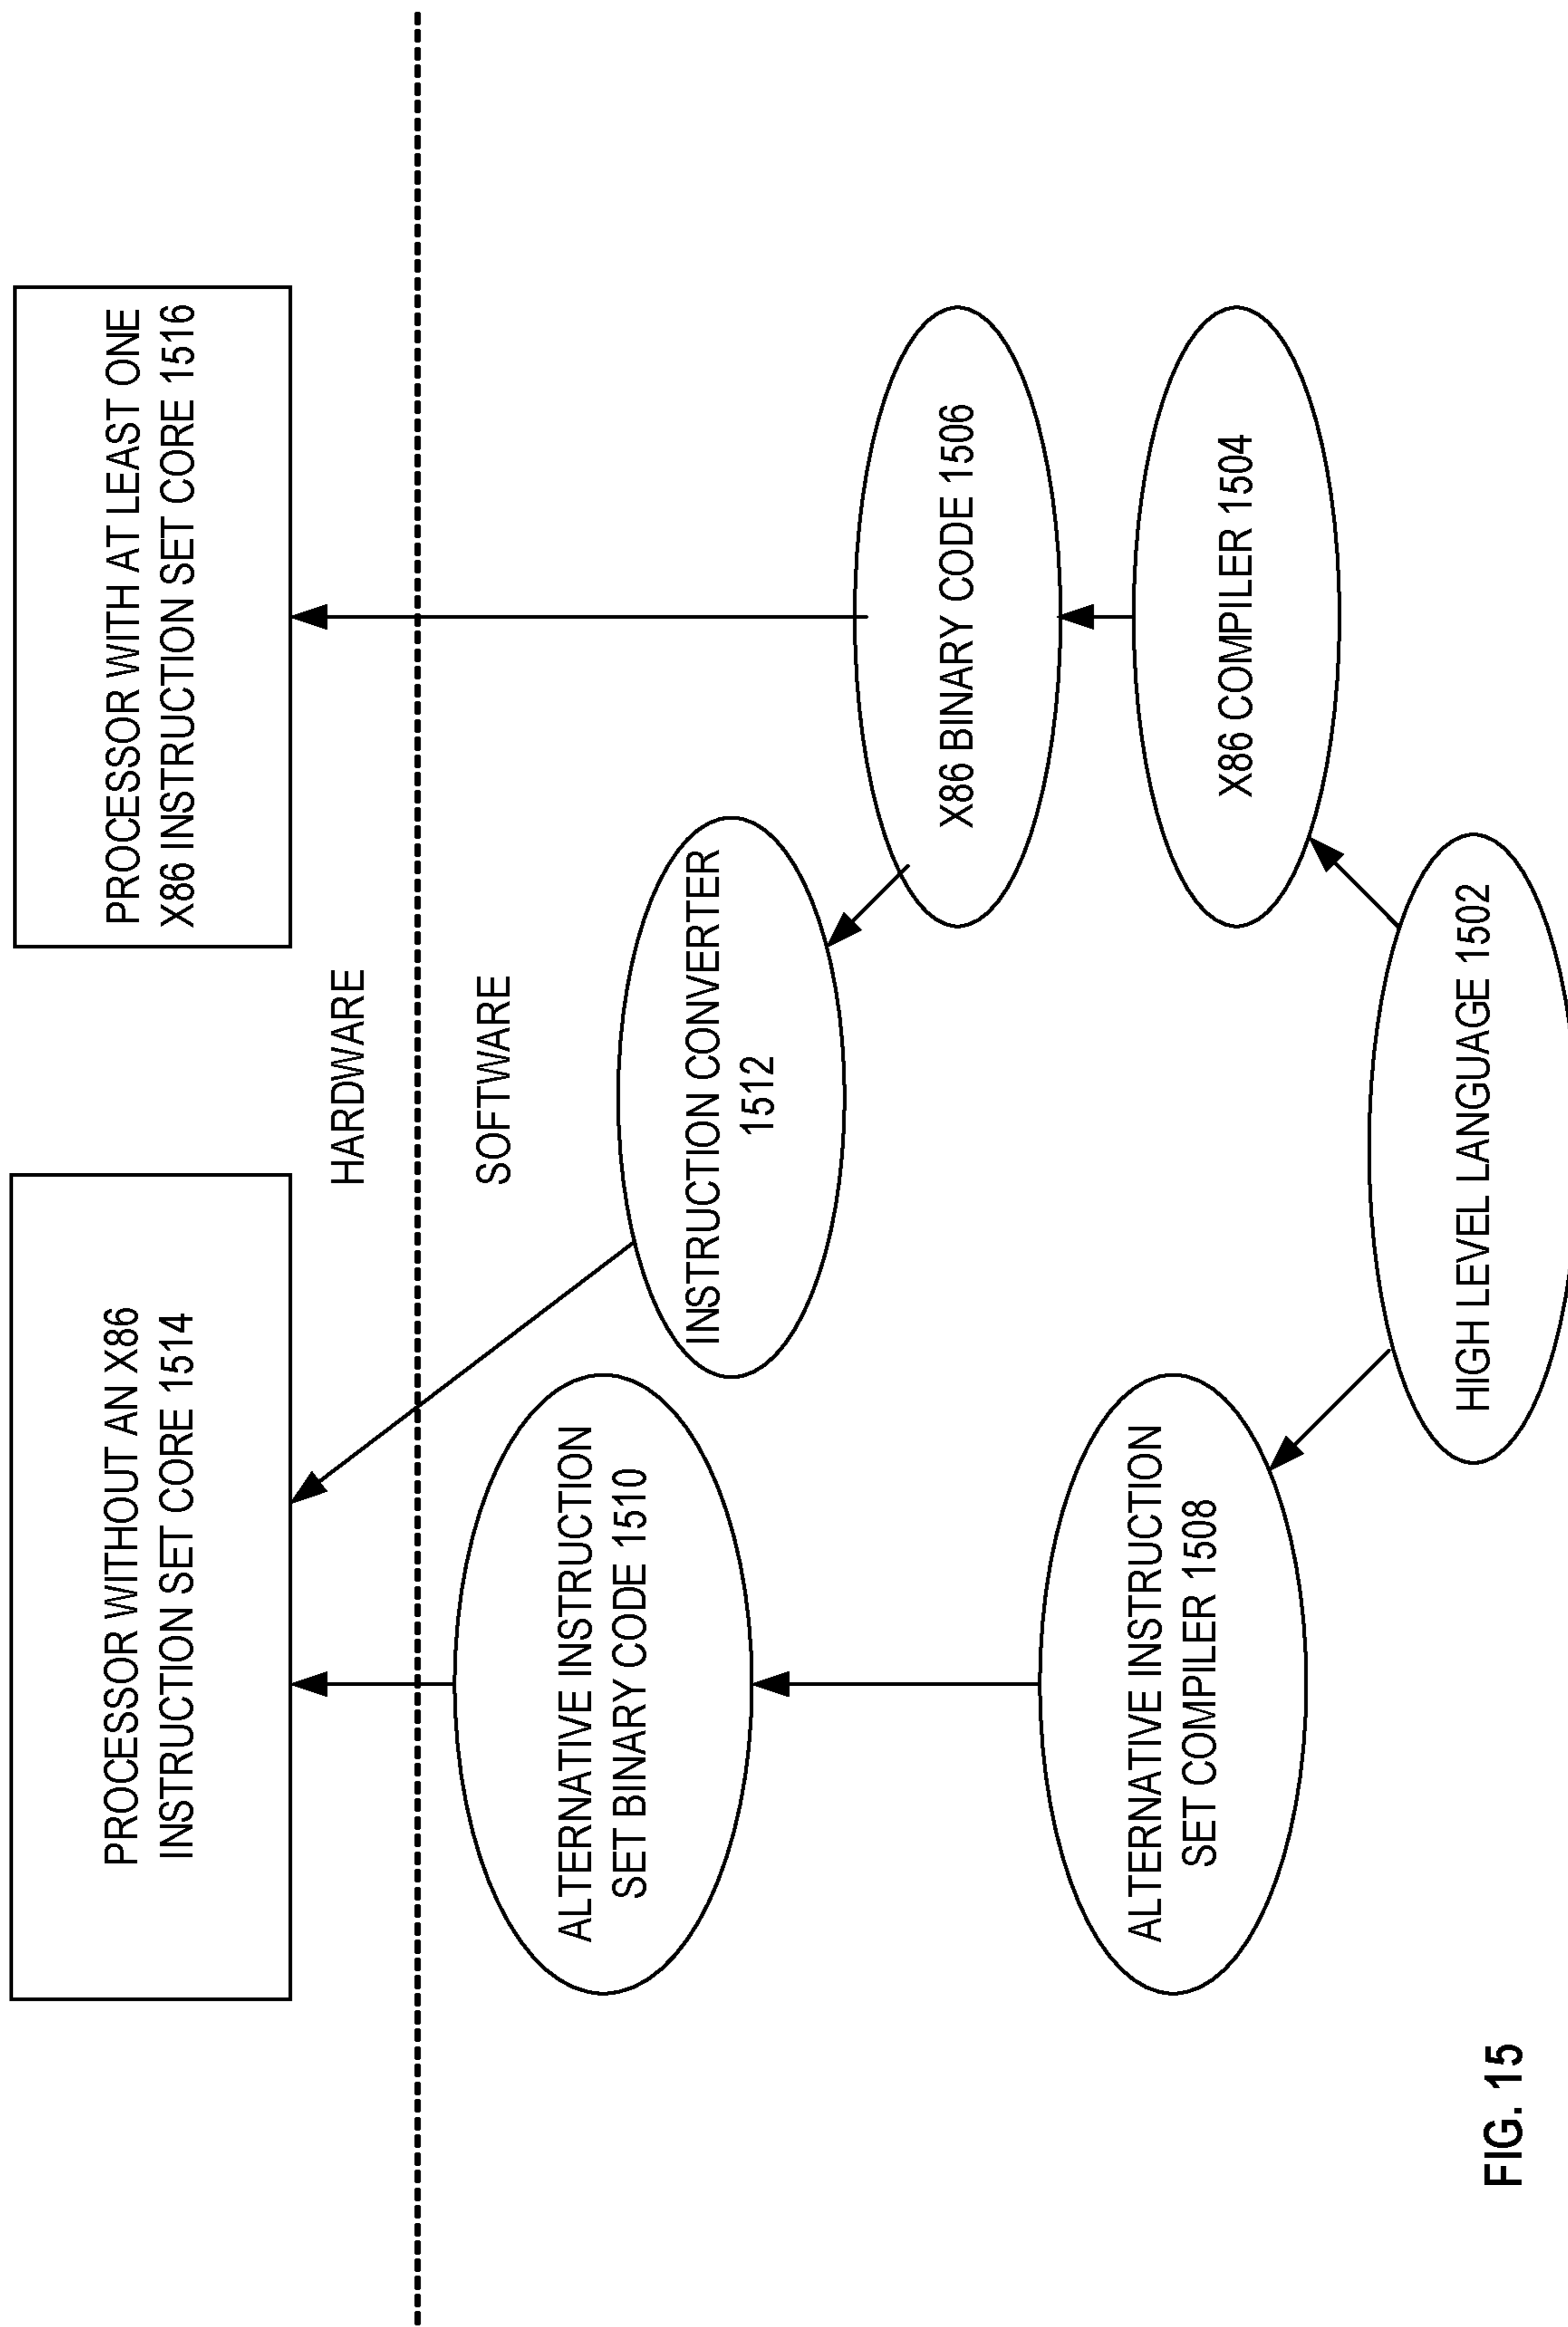 PROCESSOR WITHOUT AN X86
INSTRUCTION SET CORE 1514
PROCESSOR WITH AT LEAST ONE
X86 INSTRUCTION SET CORE 1516
HARDWARE
SOFTWARE
ALTERNATIVE INSTRUCTION
SET BINARY CODE 1510
INSTRUCTION CONVERTER
1512
X86 BINARY CODE 1506
ALTERNATIVE INSTRUCTION
SET COMPILER 1508
X86 COMPILER 1504
HIGH LEVEL LANGUAGE 1502
FIG. 15